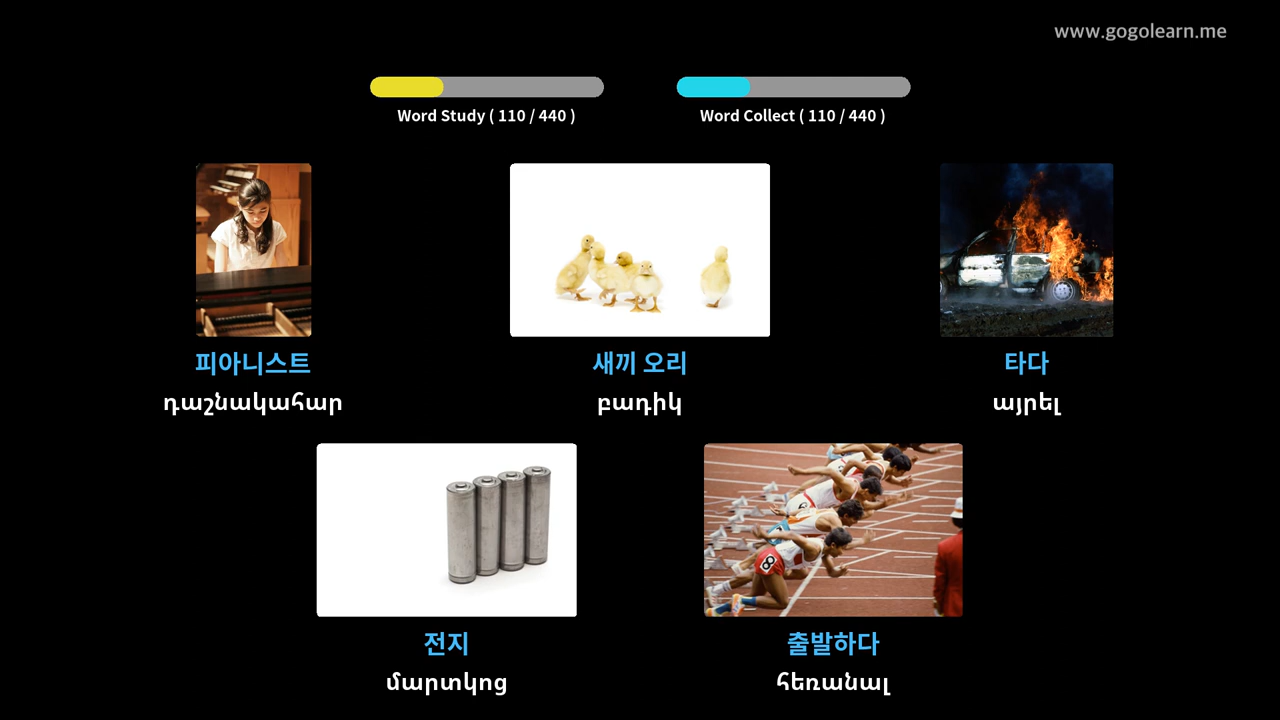 www.gogolearn.me
Word Study ( 110 / 440 )
Word Collect ( 110 / 440 )
피아니스트
դաշնակահար
새끼 오리
բադիկ
타다
այրել
전지
մարտկոց
출발하다
հեռանալ